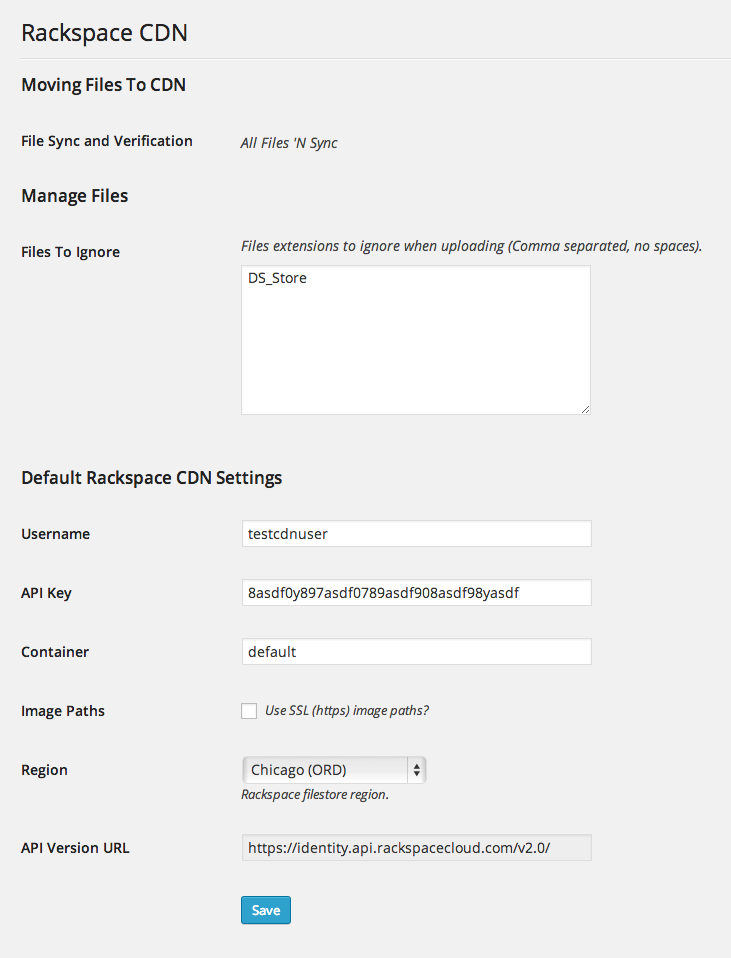 Rackspace CDN
Moving Files To CDN
File Sync and Verification
All Files 'N Sync
Manage Files
Files To Ignore
Files extensions to ignore when uploading (Comma separated, no spaces).
DS_Store
Default Rackspace CDN Settings
Username
testcdnuser
API Key
8asdf0y897asdf0789asdf908asdf98yasdf
Container
default
Image Paths
Use SSL (https) image paths?
Region
Chicago (ORD)
Rackspace filestore region.
API Version URL
https://identity.api.rackspacecloud.com/v2.0/
Save